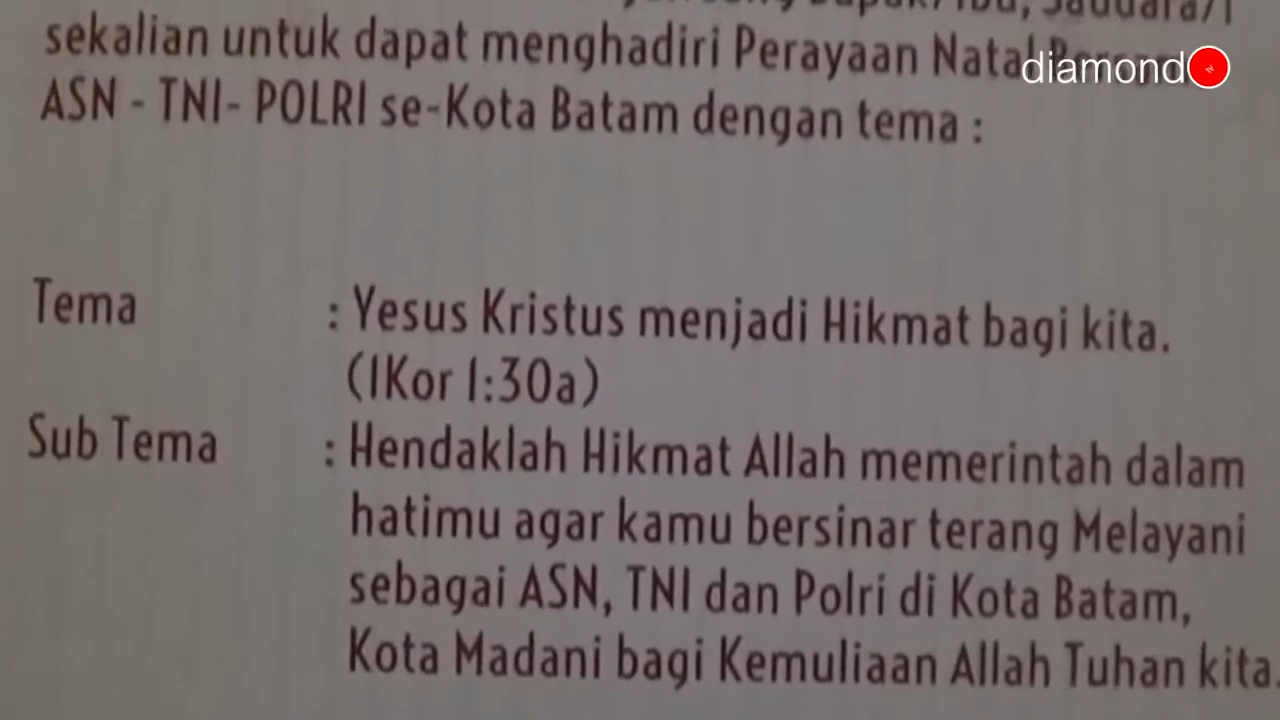 sekalian untuk dapat menghadiri Perayaan Natal
diamond
ASN - TNI- POLRI se-Kota Batam dengan tema :
Tema : Yesus Kristus menjadi Hikmat bagi kita.
(1Kor 1:30a)
Sub Tema : Hendaklah Hikmat Allah memerintah dalam
hatimu agar kamu bersinar terang Melayani
sebagai ASN, TNI dan Polri di Kota Batam,
Kota Madani bagi Kemuliaan Allah Tuhan kita.